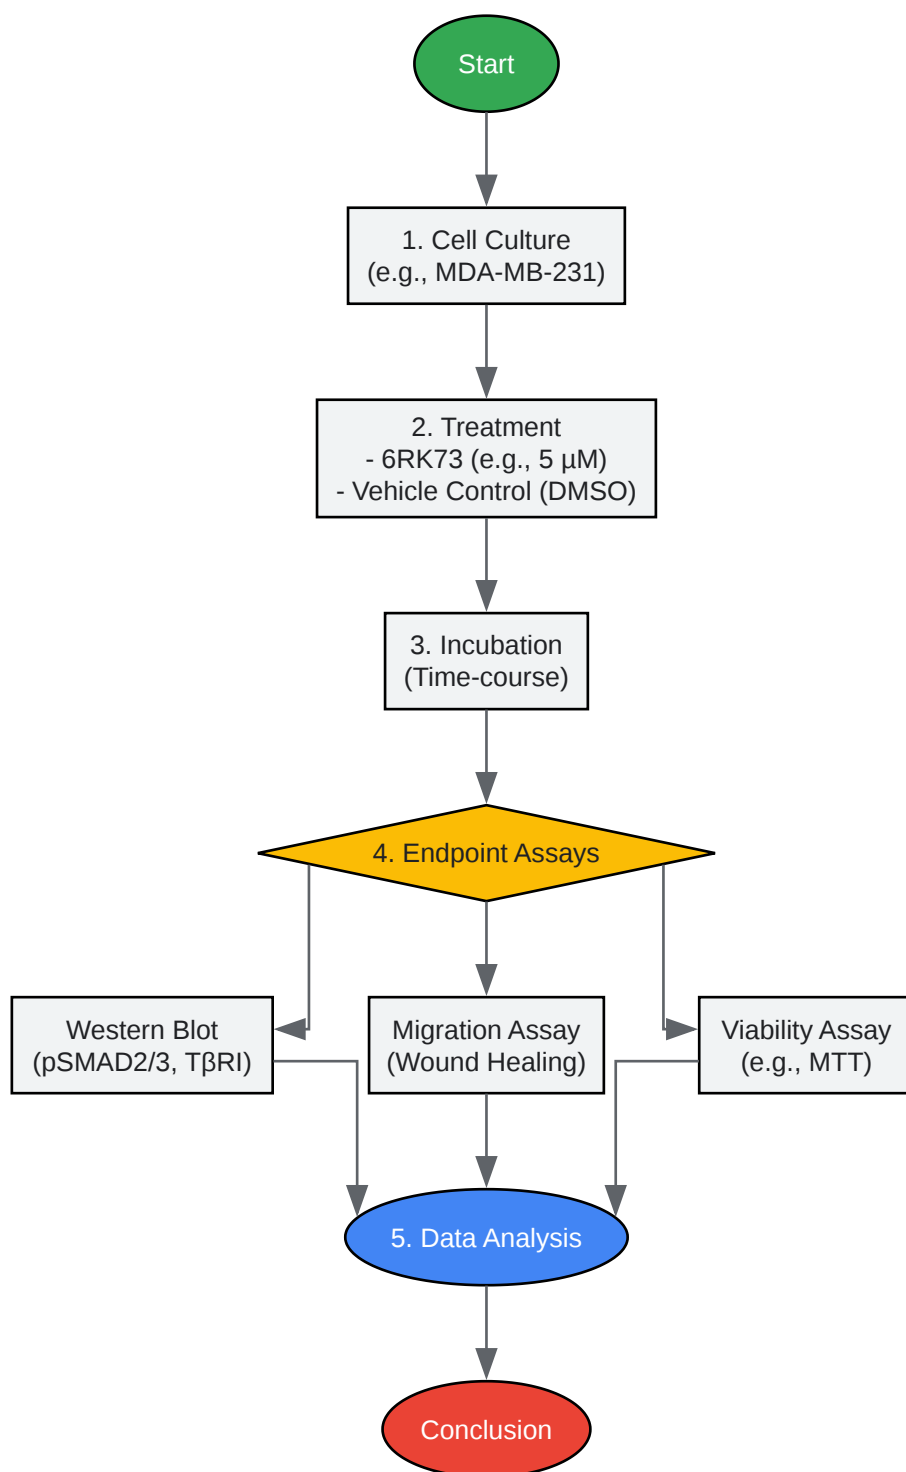 Start
1. Cell Culture
(e.g., MDA-MB-231)
2. Treatment
- 6RK73 (e.g., 5 µM)
- Vehicle Control (DMSO)
3. Incubation
(Time-course)
4. Endpoint Assays
Western Blot
(pSMAD2/3, TβRI)
Migration Assay
(Wound Healing)
Viability Assay
(e.g., MTT)
5. Data Analysis
Conclusion